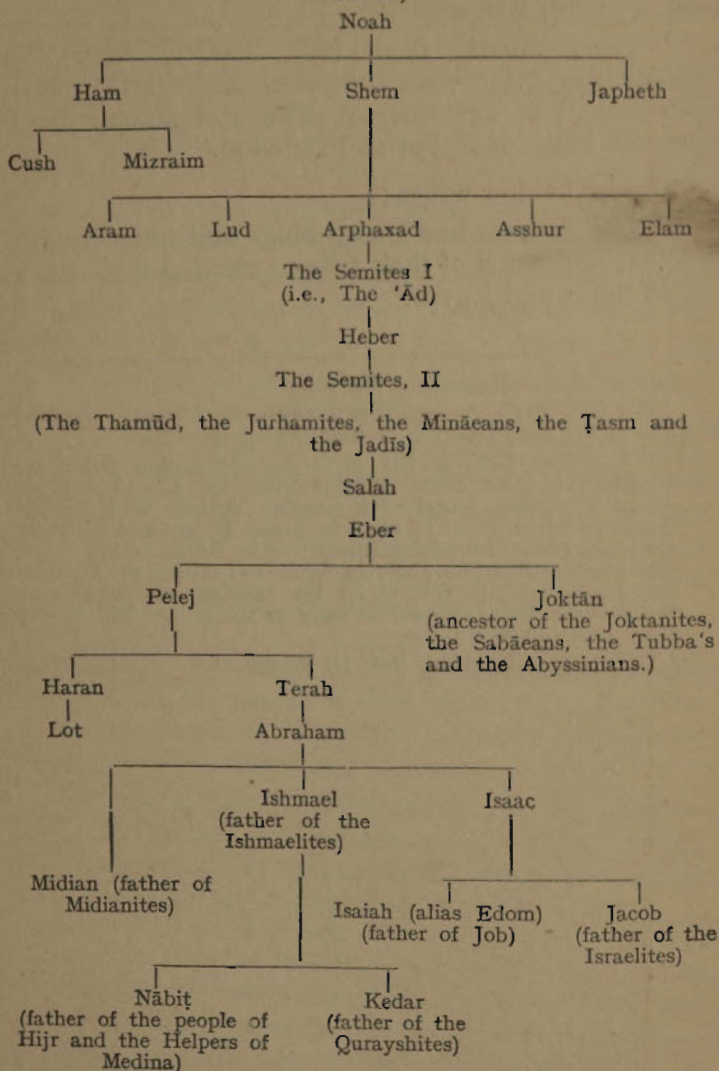 Noah
Ham Shem Japheth
Cush Mizraim
Aram Lud Arphaxad Asshur Elam
The Semites I
(i.e., The ‘Ād)
Heber
The Semites, II
(The Thamūd, the Jurhamites, the Mināeans, the Ṭasm and
the Jadīs)
Salah
Eber
Pelej Joktān
(ancestor of the Joktanites,
the Sabāeans, the Tubba‘s
and the Abyssinians.)
Haran Terah
Lot Abraham
Ishmael Isaac
(father of the
Ishmaelites)
Midian (father of
Midianites)
Isaiah (alias Edom) Jacob
(father of Job) (father of the
Israelites)
Nābiṭ Kedar
(father of the people of (father of the
Hijr and the Helpers of Qurayshites)
Medina)